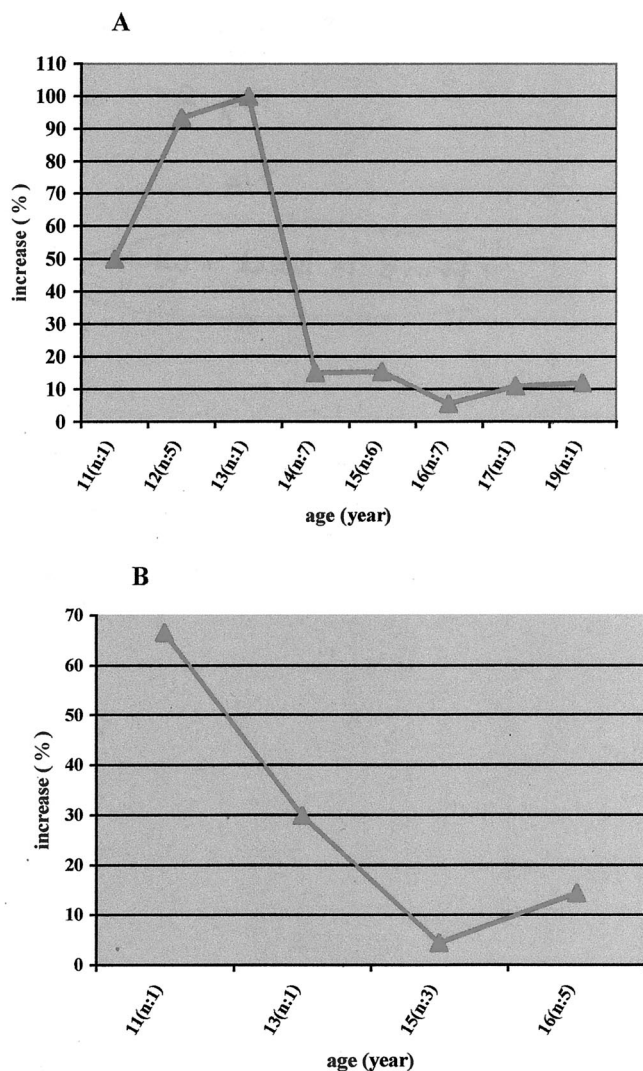 A
110
100
90
80
70
60
50
40
30
20
10
0
increase ( % )
11(n:1)
12(n:5)
13(n:1)
14(n:7)
15(n:6)
16(n:7)
17(n:1)
19(n:1)
age (year)
B
70
60
50
40
30
20
10
0
increase ( % )
11(n:1)
13(n:1)
15(n:3)
16(n:5)
age (year)